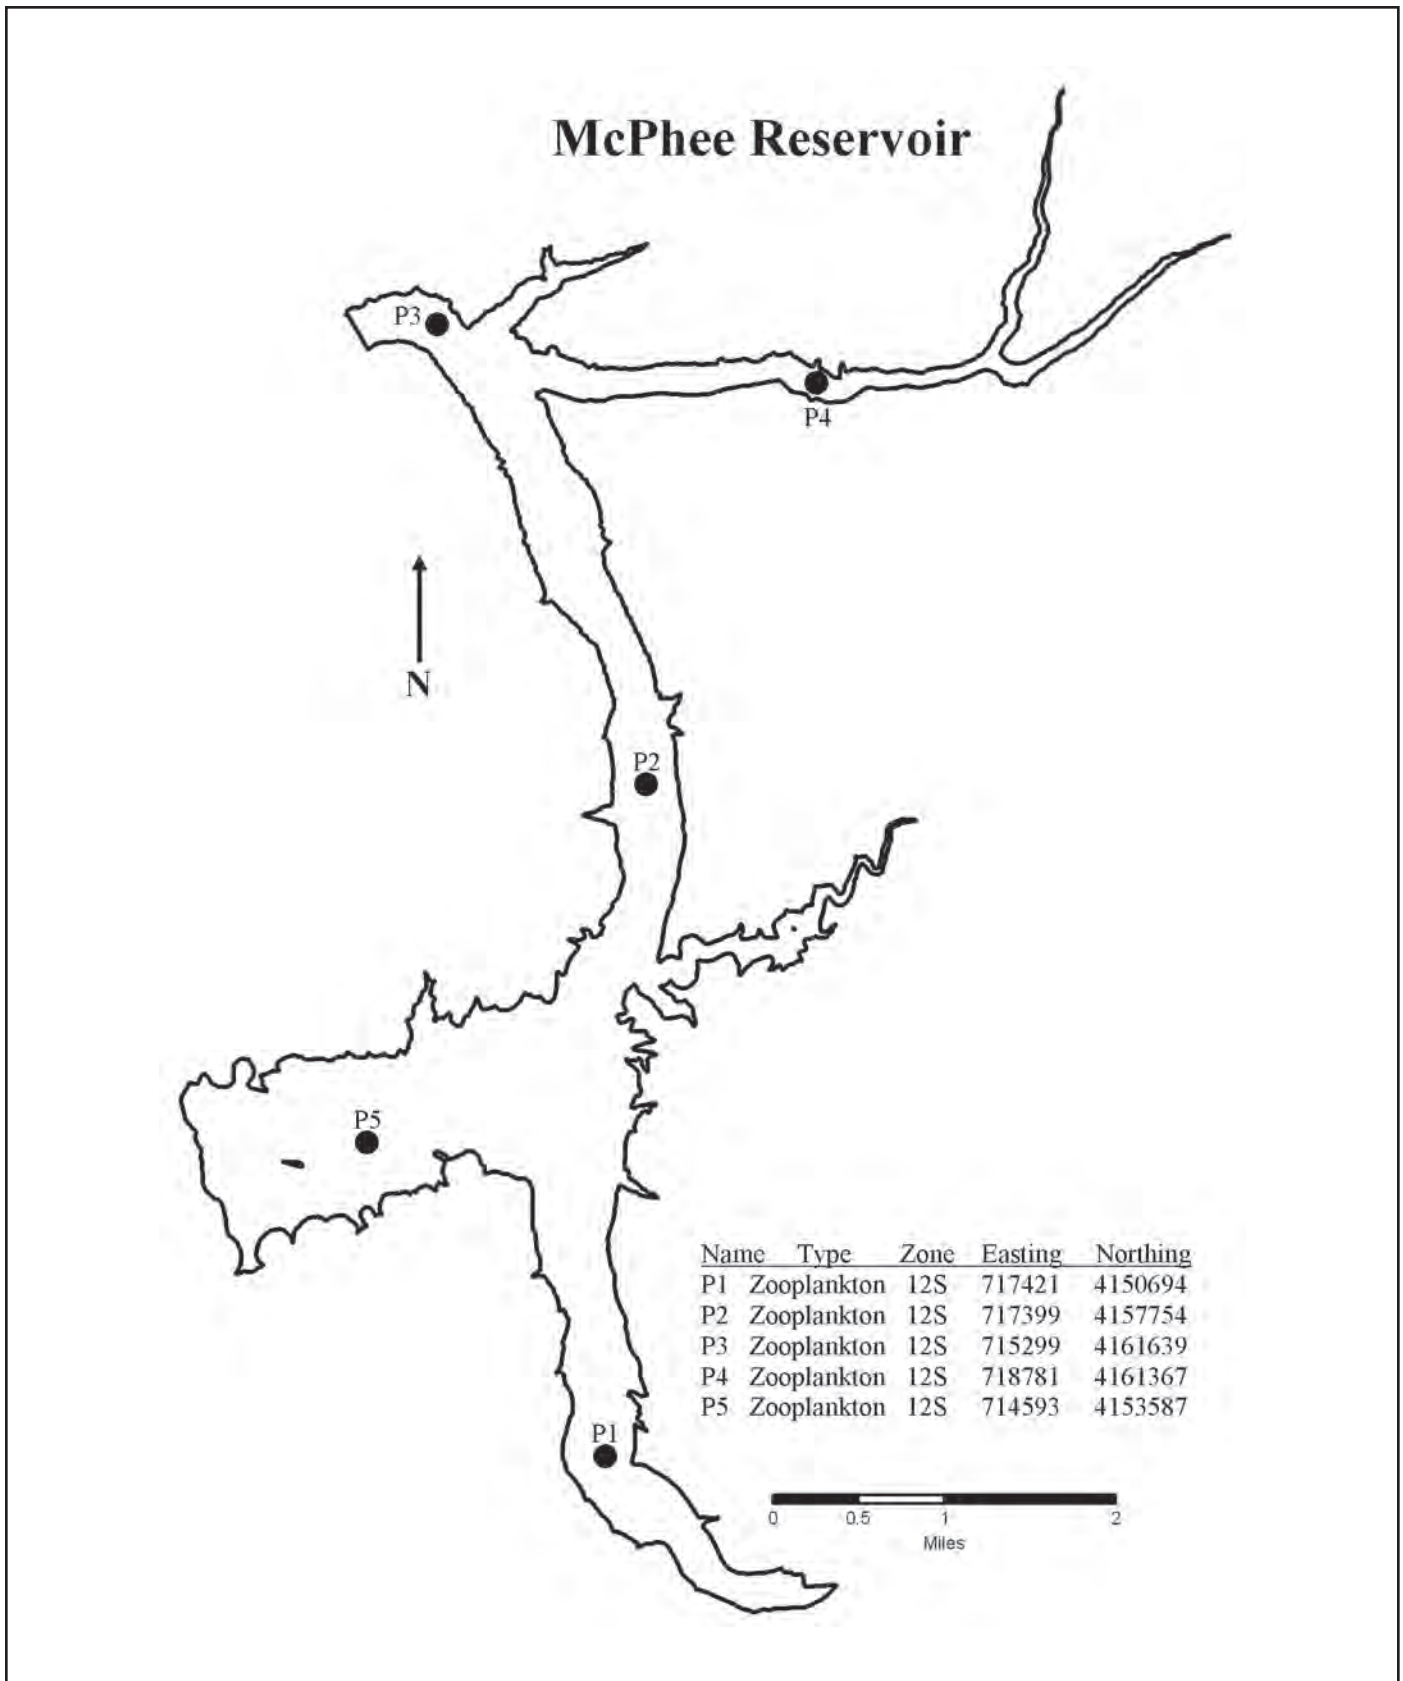 McPhee Reservoir
P3
P4
N
P2
P5
Name Type Zone Easting Northing
P1 Zooplankton 12S 717421 4150694
P2 Zooplankton 12S 717399 4157754
P3 Zooplankton 12S 715299 4161639
P4 Zooplankton 12S 718781 4161367
P5 Zooplankton 12S 714593 4153587
P1
0 0.5 1 2
Miles